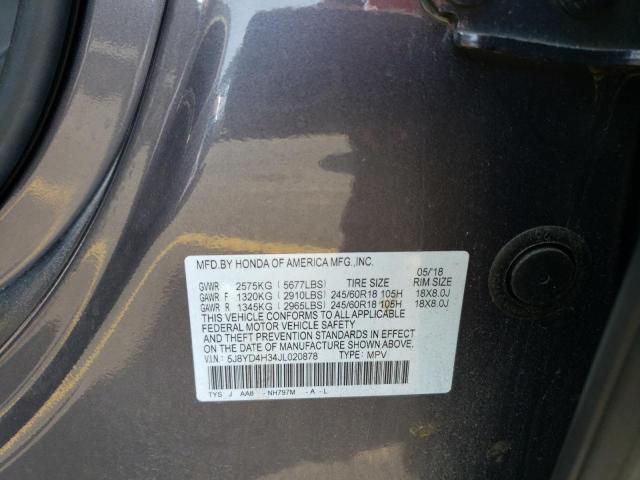 MFD.BY HONDA OF AMERICA MFG.,INC. 05/18
GVWR 2575KG (5677LBS) TIRE SIZE RIM SIZE
GAWR F 1320KG (2910LBS) 245/60R18 105H 18X8.0J
GAWR R 1345KG (2965LBS) 245/60R18 105H 18X8.0J
THIS VEHICLE CONFORMS TO ALL APPLICABLE
FEDERAL MOTOR VEHICLE SAFETY
AND THEFT PREVENTION STANDARDS IN EFFECT
ON THE DATE OF MANUFACTURE SHOWN ABOVE.
V.I.N.: 5J8YD4H34JL020878 TYPE: MPV
TYS J AA6 - NH797M - A - L